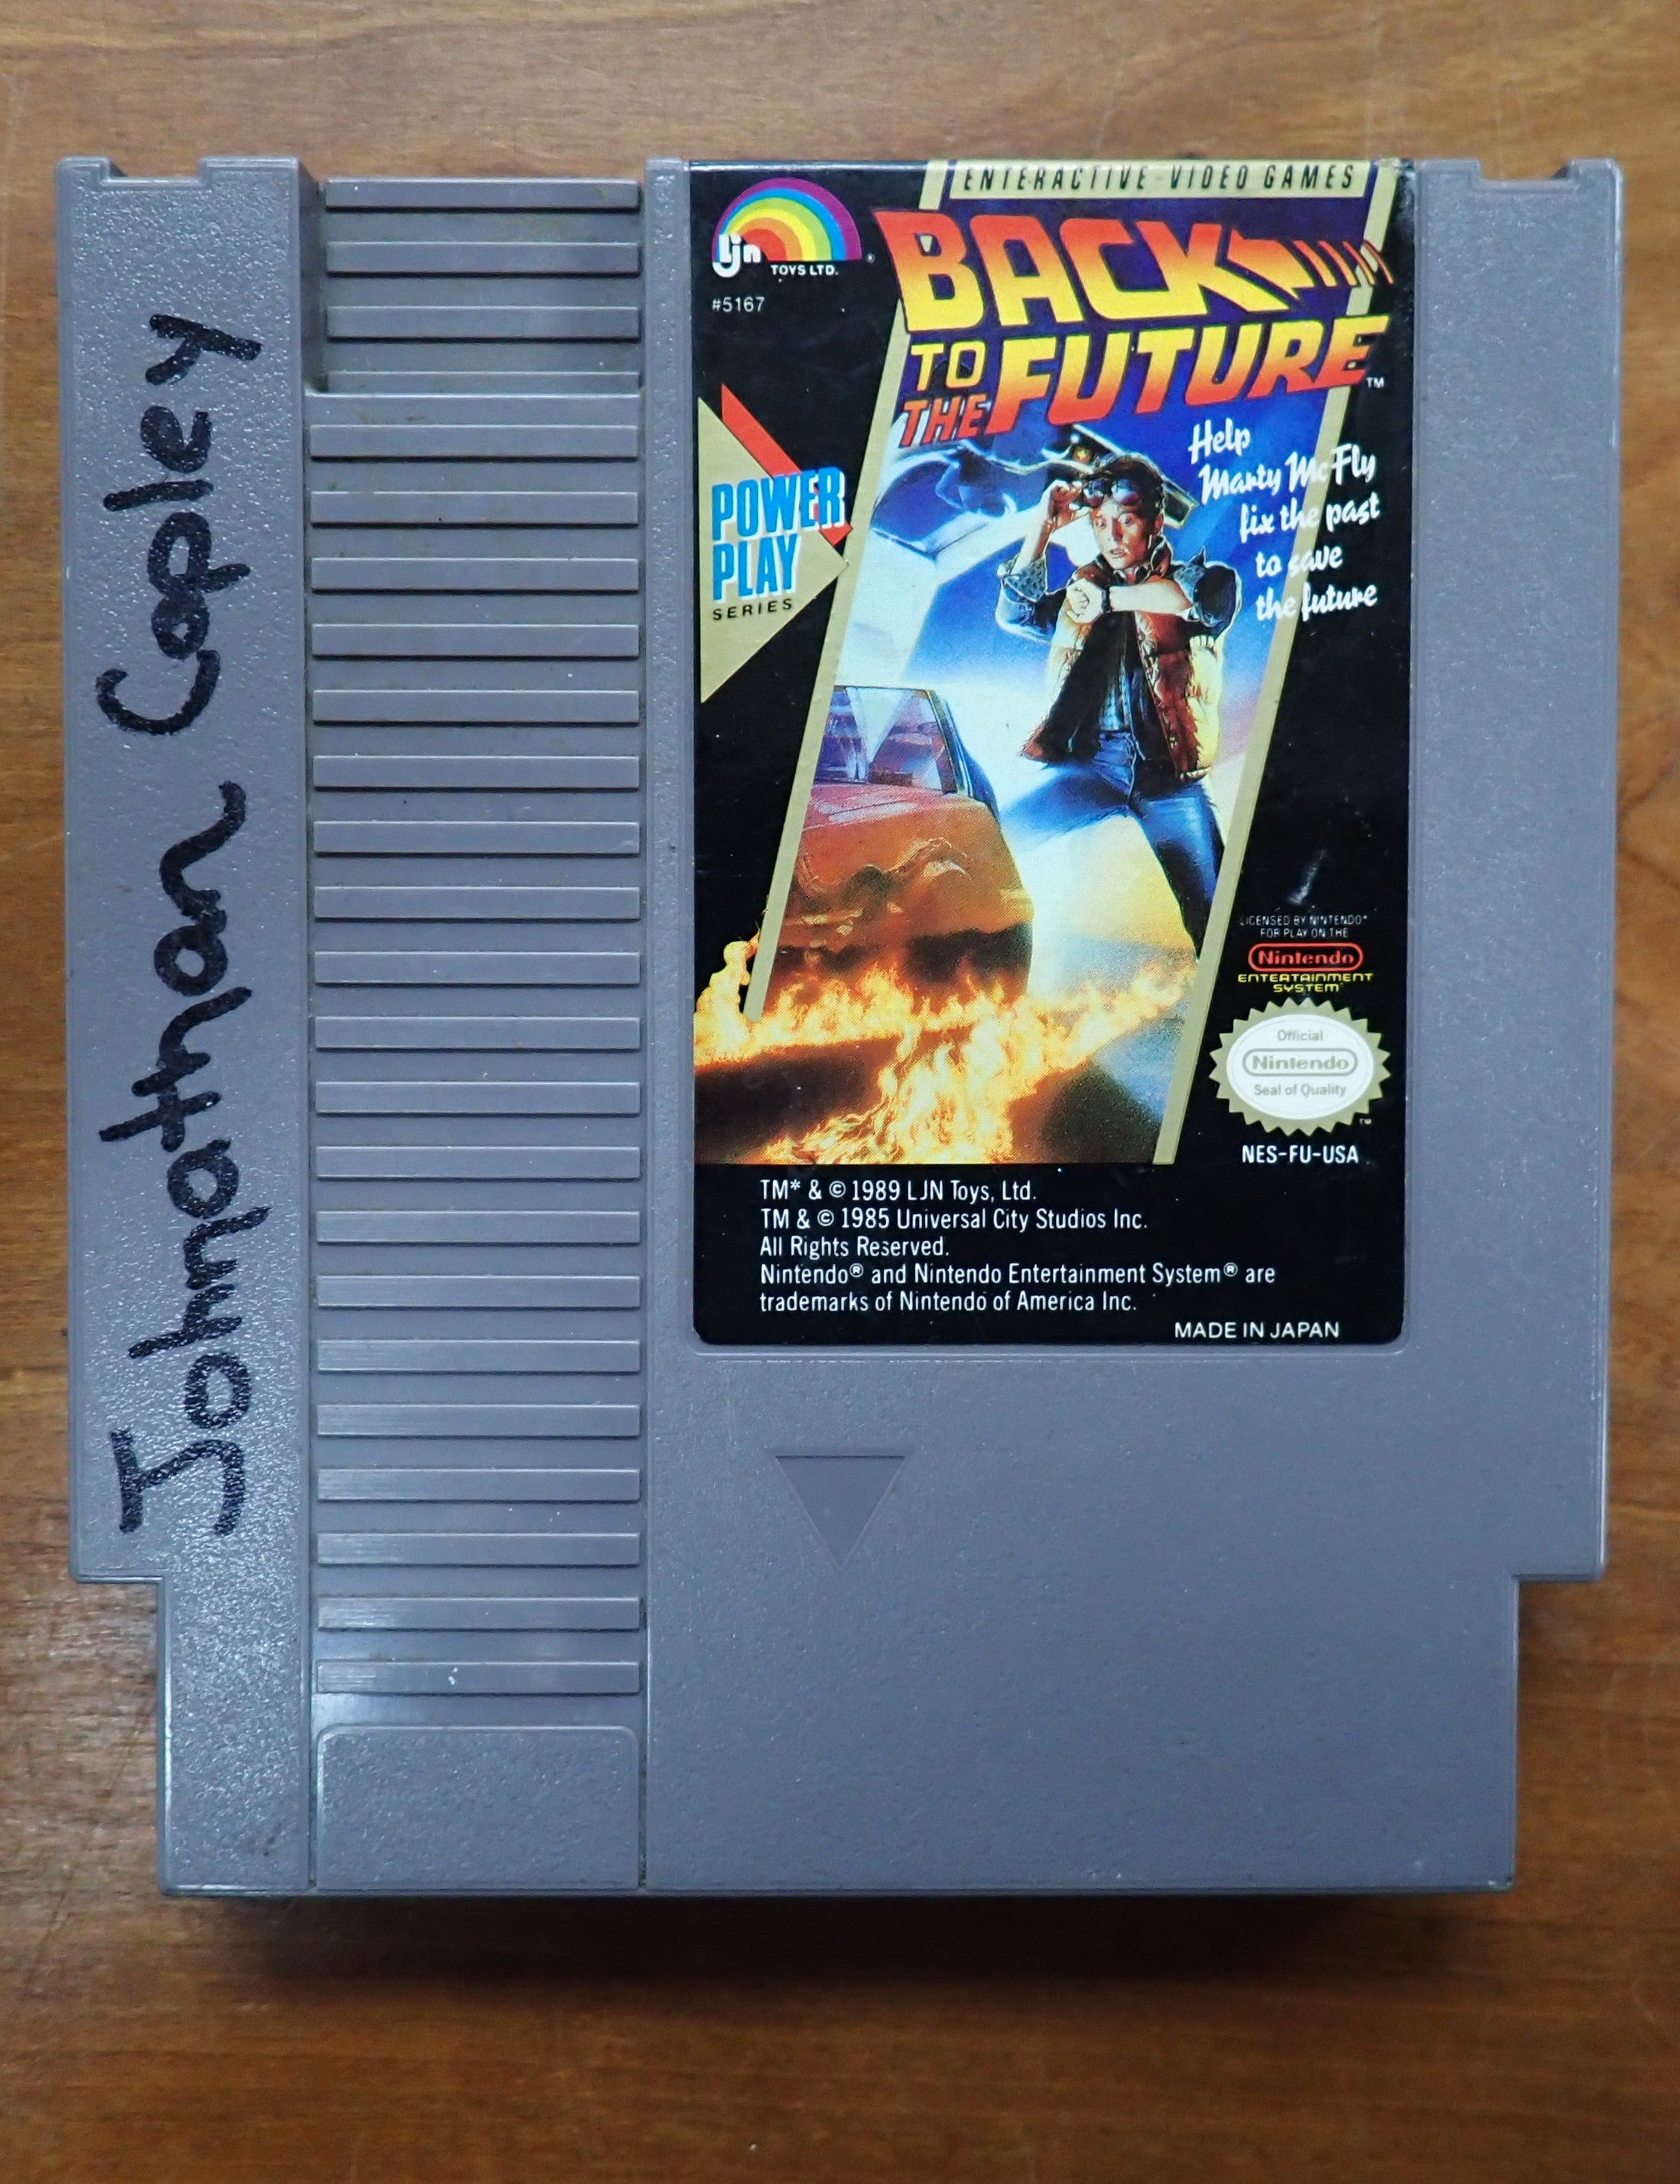 Johnathan Copley
ENTERACTIVE VIDEO GAMES
ljn
TOYS LTD.
#5167
BACK
TO
THE FUTURE™
Help
Marty McFly
fix the past
to save
the future
POWER
PLAY
SERIES
LICENSED BY NINTENDO®
FOR PLAY ON THE
Nintendo
ENTERTAINMENT
SYSTEM®
Official
Nintendo
Seal of Quality
™
NES-FU-USA
TM* & © 1989 LJN Toys, Ltd.
TM & © 1985 Universal City Studios Inc.
All Rights Reserved.
Nintendo® and Nintendo Entertainment System® are
trademarks of Nintendo of America Inc.
MADE IN JAPAN